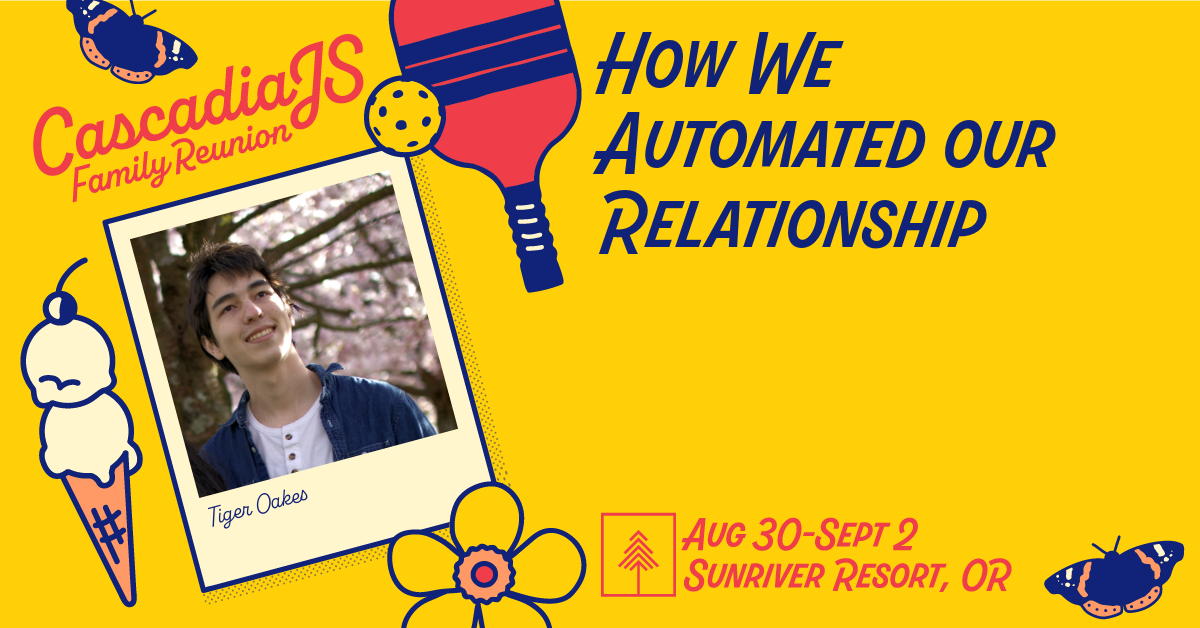 CascadiaJS
Family Reunion
How We
Automated our
Relationship
Tiger Oakes
Aug 30-Sept 2
Sunriver Resort, OR